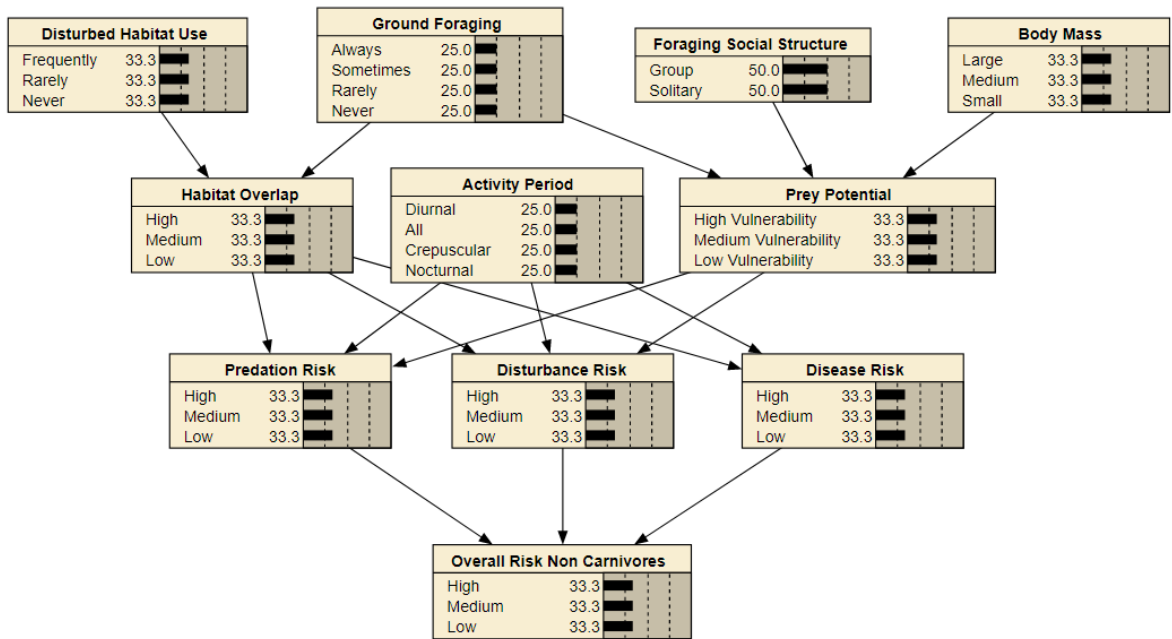 Disturbed Habitat Use
Frequently 33.3
Rarely 33.3
Never 33.3
Ground Foraging
Always 25.0
Sometimes 25.0
Rarely 25.0
Never 25.0
Foraging Social Structure
Group 50.0
Solitary 50.0
Body Mass
Large 33.3
Medium 33.3
Small 33.3
Habitat Overlap
High 33.3
Medium 33.3
Low 33.3
Activity Period
Diurnal 25.0
All 25.0
Crepuscular 25.0
Nocturnal 25.0
Prey Potential
High Vulnerability 33.3
Medium Vulnerability 33.3
Low Vulnerability 33.3
Predation Risk
High 33.3
Medium 33.3
Low 33.3
Disturbance Risk
High 33.3
Medium 33.3
Low 33.3
Disease Risk
High 33.3
Medium 33.3
Low 33.3
Overall Risk Non Carnivores
High 33.3
Medium 33.3
Low 33.3